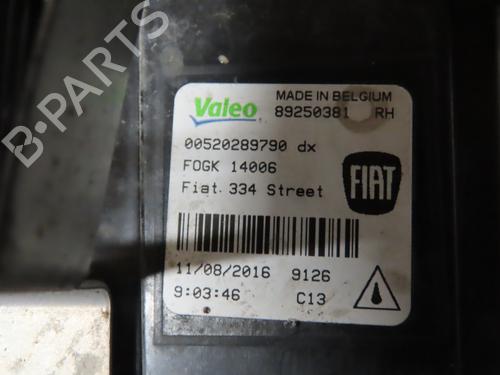 Valeo
MADE IN BELGIUM
89250381 RH
00520289790 dx
FOGK 14006
Fiat 334 Street
FIAT
11/08/2016 9126
9:03:46 C13
B-PARTS